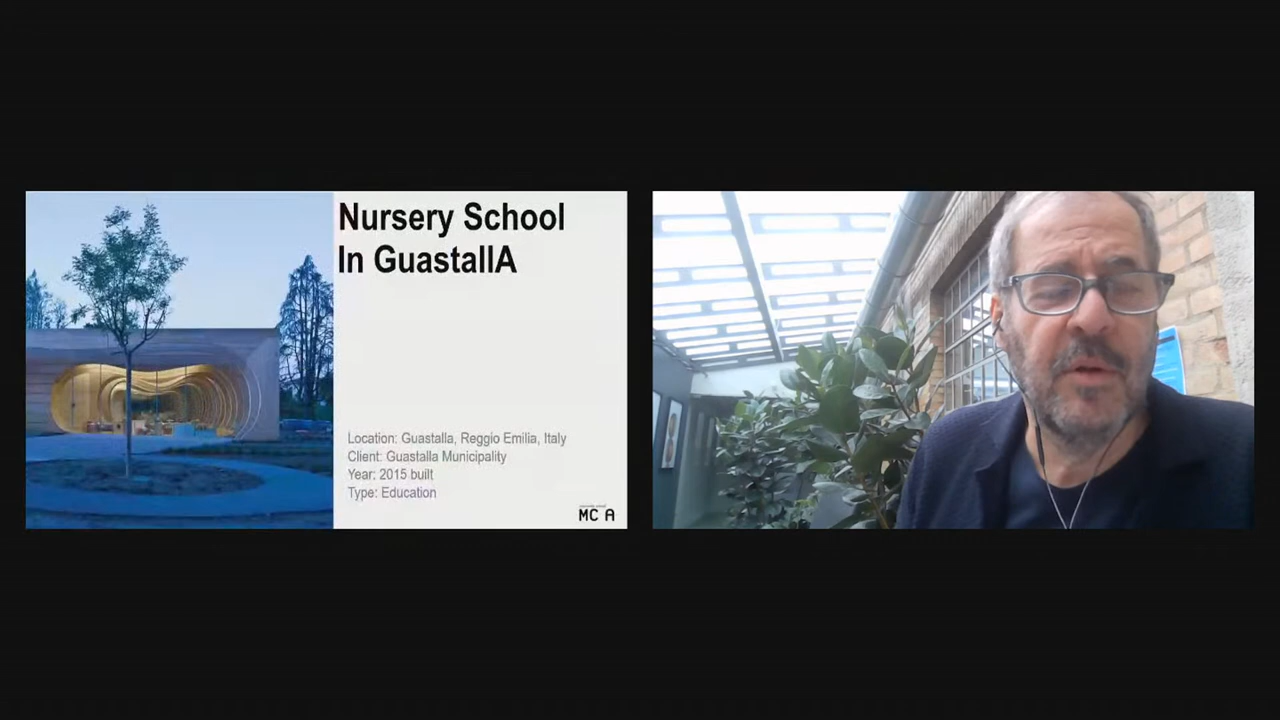 Nursery School
In GuastallA
Location: Guastalla, Reggio Emilia, Italy
Client: Guastalla Municipality
Year: 2015 built
Type: Education
MC A